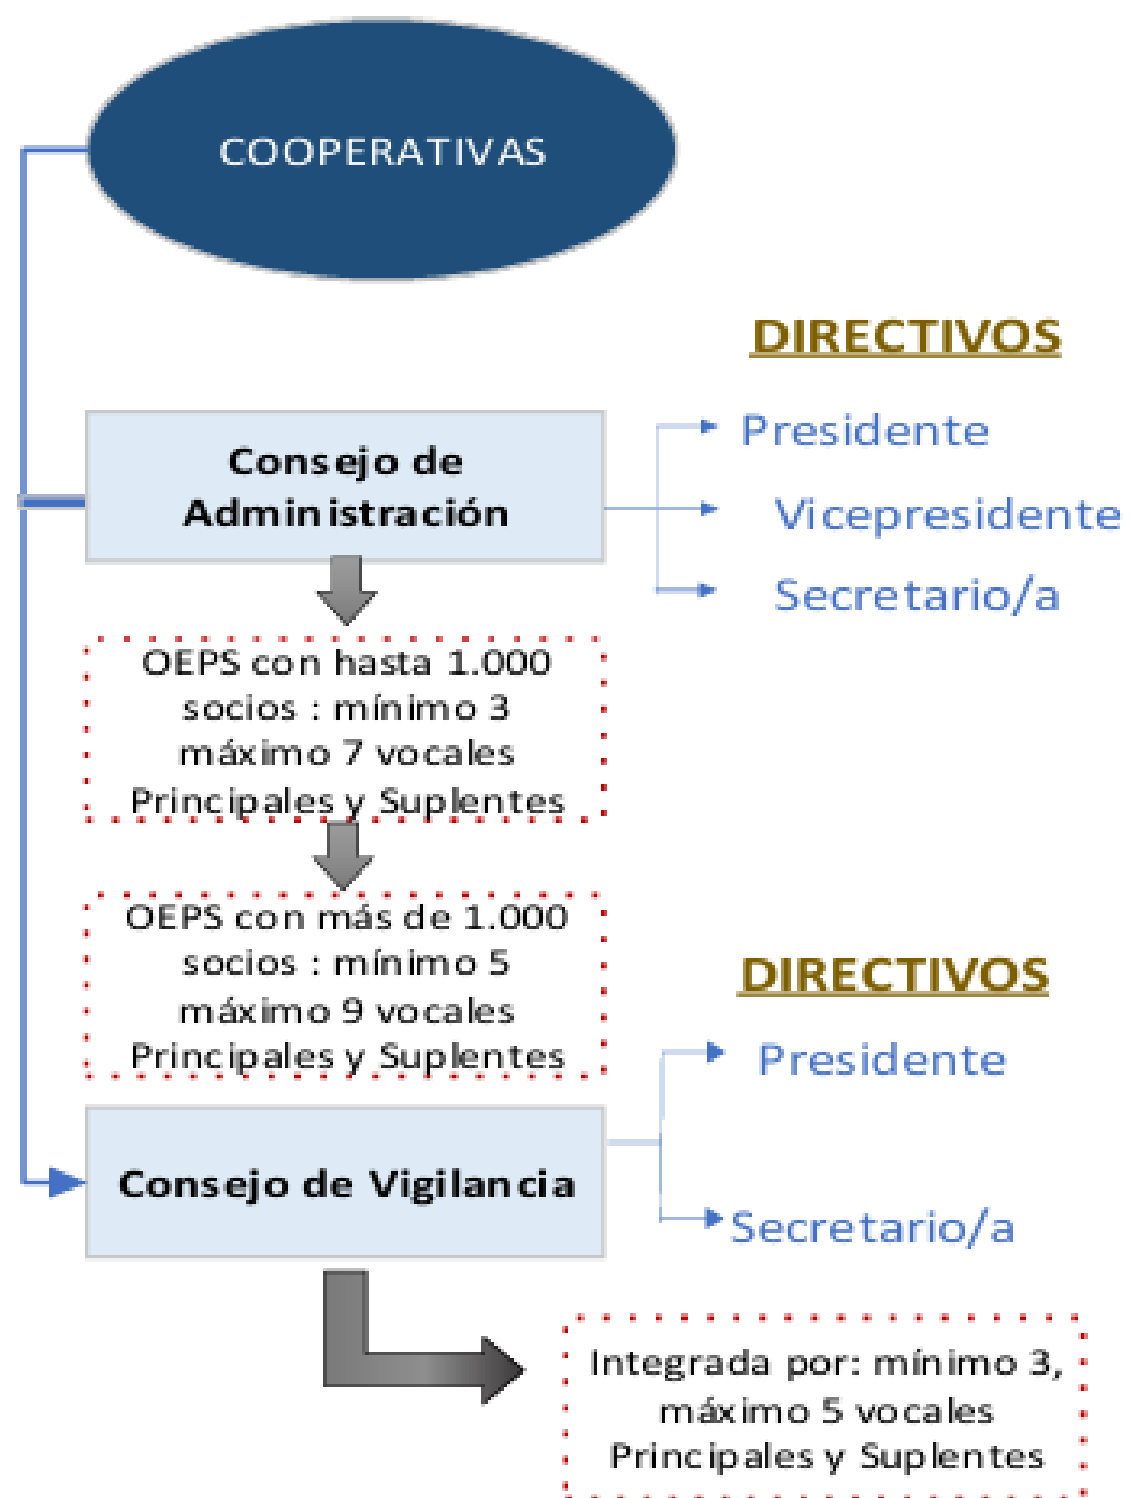 COOPERATIVAS
DIRECTIVOS
Consejo de
Administración
Presidente
Vicepresidente
Secretario/a
OEPS con hasta 1.000
socios : mínimo 3
máximo 7 vocales
Principales y Suplentes
OEPS con más de 1.000
socios : mínimo 5
máximo 9 vocales
Principales y Suplentes
DIRECTIVOS
Consejo de Vigilancia
Presidente
Secretario/a
Integrada por: mínimo 3,
máximo 5 vocales
Principales y Suplentes